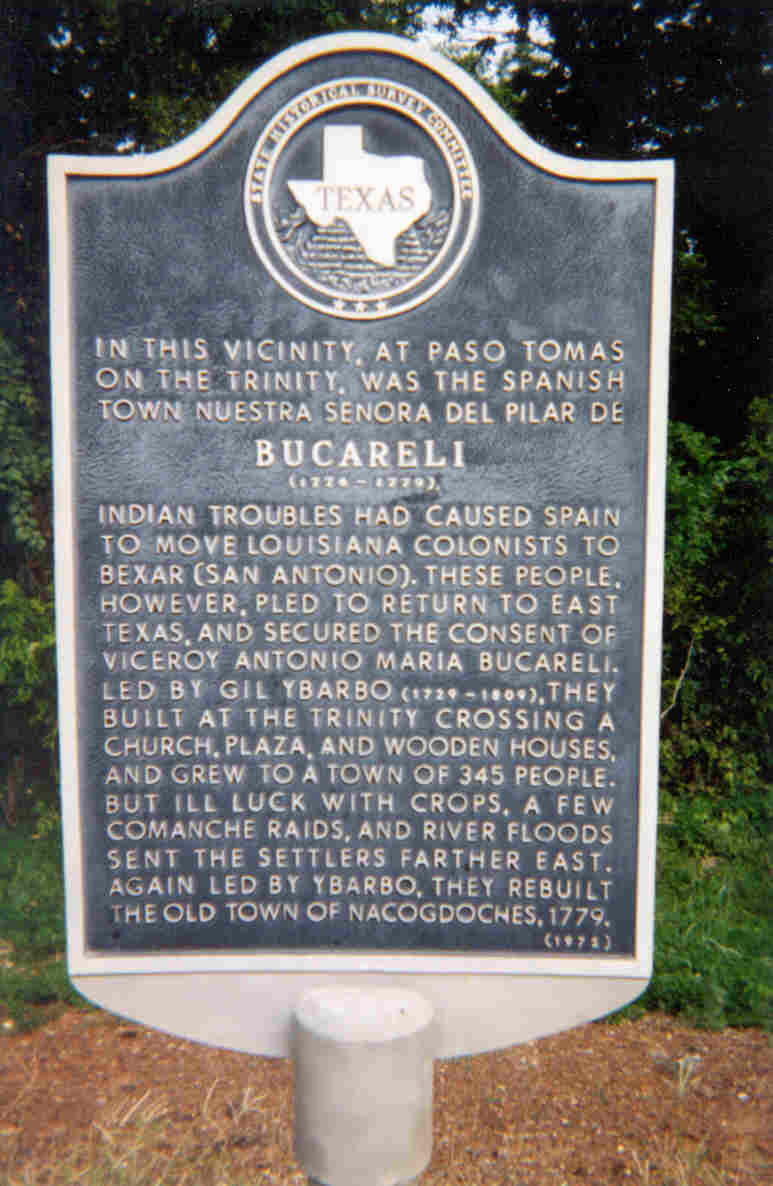 STATE HISTORICAL SURVEY COMMITTEE
TEXAS
IN THIS VICINITY, AT PASO TOMAS
ON THE TRINITY, WAS THE SPANISH
TOWN NUESTRA SENORA DEL PILAR DE
BUCARELI
(1774 - 1779).
INDIAN TROUBLES HAD CAUSED SPAIN
TO MOVE LOUISIANA COLONISTS TO
BEXAR (SAN ANTONIO). THESE PEOPLE,
HOWEVER, PLED TO RETURN TO EAST
TEXAS, AND SECURED THE CONSENT OF
VICEROY ANTONIO MARIA BUCARELI.
LED BY GIL YBARBO (1729 - 1809), THEY
BUILT AT THE TRINITY CROSSING A
CHURCH, PLAZA, AND WOODEN HOUSES,
AND GREW TO A TOWN OF 345 PEOPLE.
BUT ILL LUCK WITH CROPS, A FEW
COMANCHE RAIDS, AND RIVER FLOODS
SENT THE SETTLERS FARTHER EAST.
AGAIN LED BY YBARBO, THEY REBUILT
THE OLD TOWN OF NACOGDOCHES, 1779.
(1972)